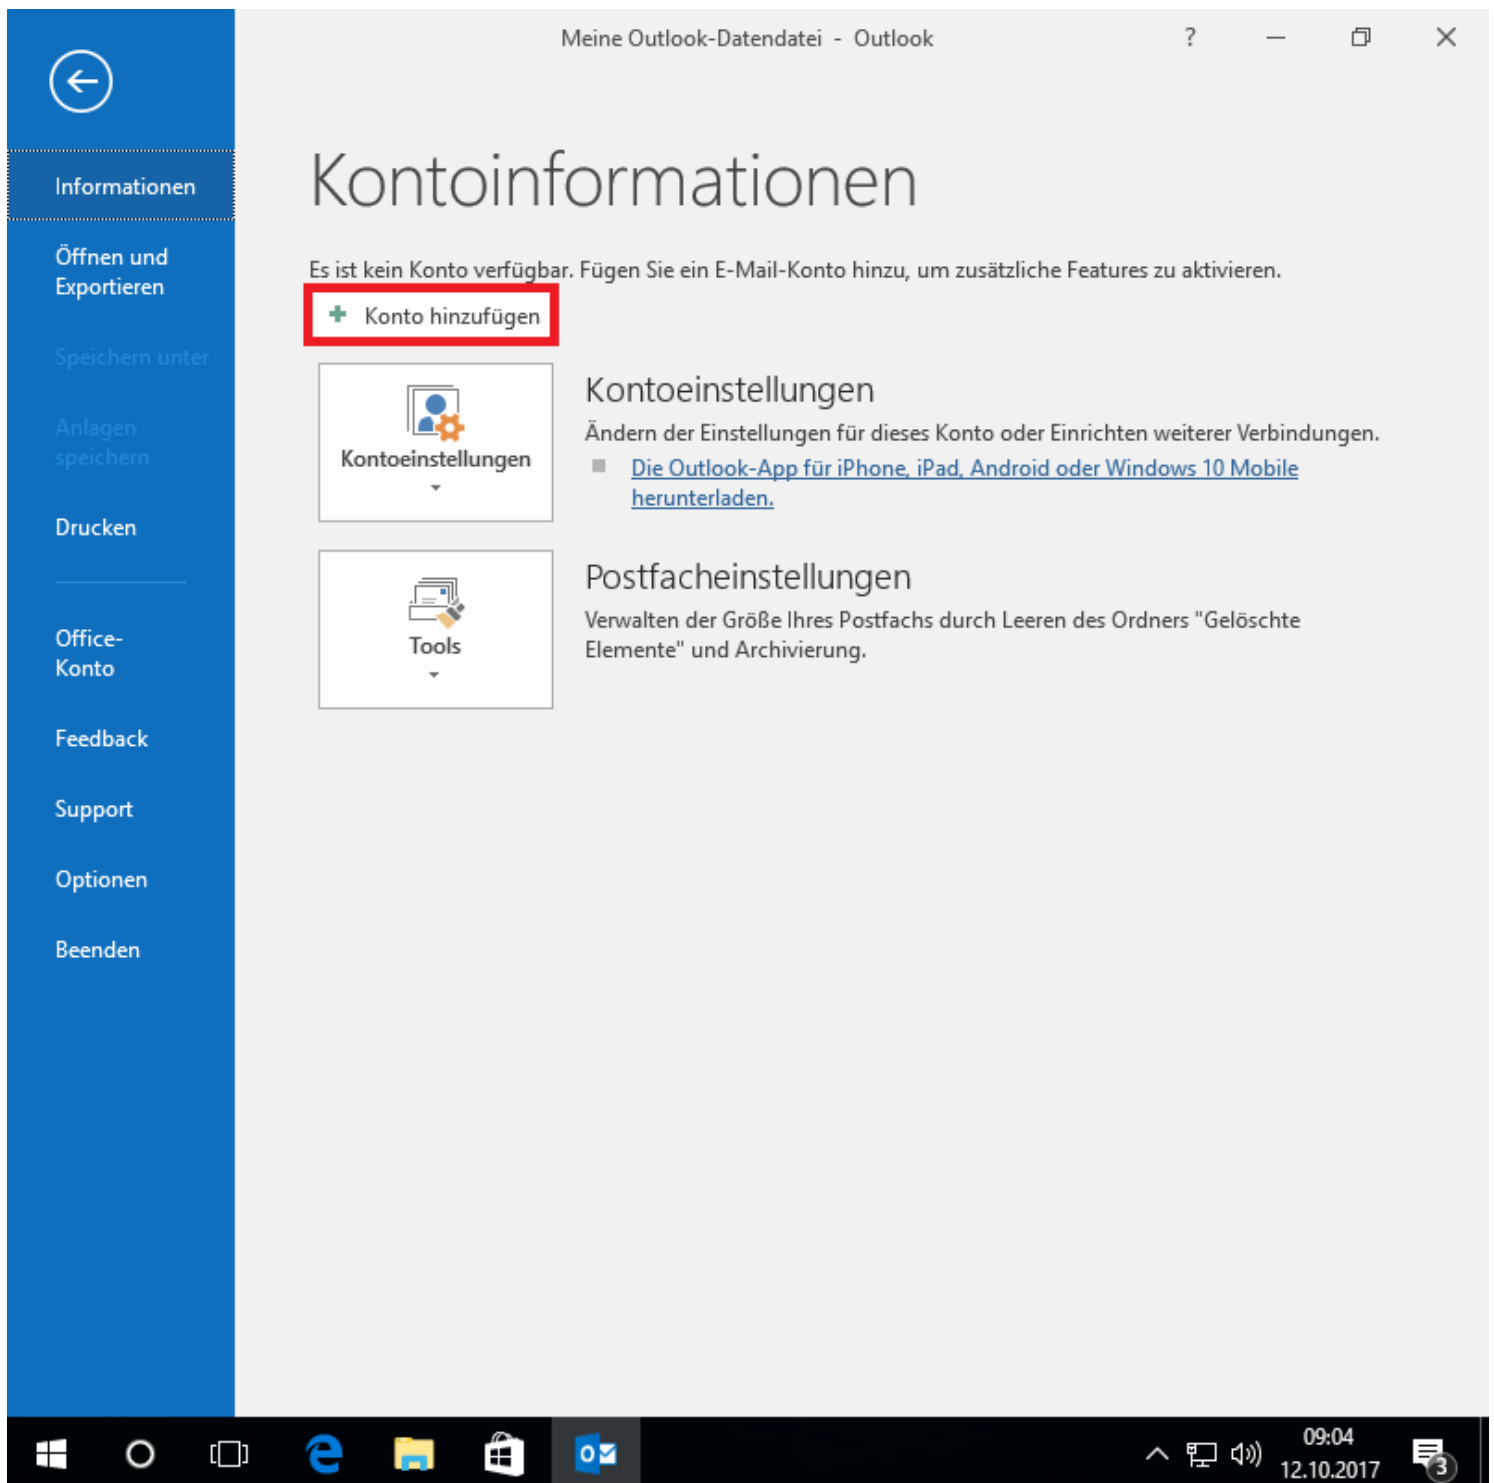 Meine Outlook-Datendatei - Outlook
?
Informationen
Öffnen und
Exportieren
Speichern unter
Anlagen
speichern
Drucken
Office-
Konto
Feedback
Support
Optionen
Beenden
Kontoinformationen
Es ist kein Konto verfügbar. Fügen Sie ein E-Mail-Konto hinzu, um zusätzliche Features zu aktivieren.
Konto hinzufügen
Kontoeinstellungen
Kontoeinstellungen
Ändern der Einstellungen für dieses Konto oder Einrichten weiterer Verbindungen.
Die Outlook-App für iPhone, iPad, Android oder Windows 10 Mobile
herunterladen.
Tools
Postfacheinstellungen
Verwalten der Größe Ihres Postfachs durch Leeren des Ordners "Gelöschte
Elemente" und Archivierung.
09:04
12.10.2017
3